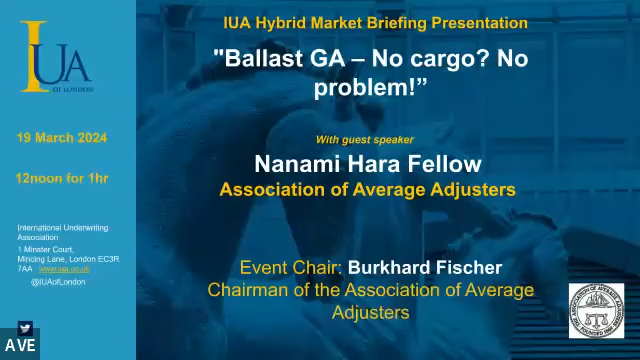 IUA
OF LONDON
19 March 2024
12noon for 1hr
International Underwriting
Association
1 Minster Court,
Mincing Lane, London EC3R
7AA www.iua.co.uk
@IUAofLondon
AVE
IUA Hybrid Market Briefing Presentation
"Ballast GA – No cargo? No
problem!”
With guest speaker
Nanami Hara Fellow
Association of Average Adjusters
Event Chair: Burkhard Fischer
Chairman of the Association of Average
Adjusters